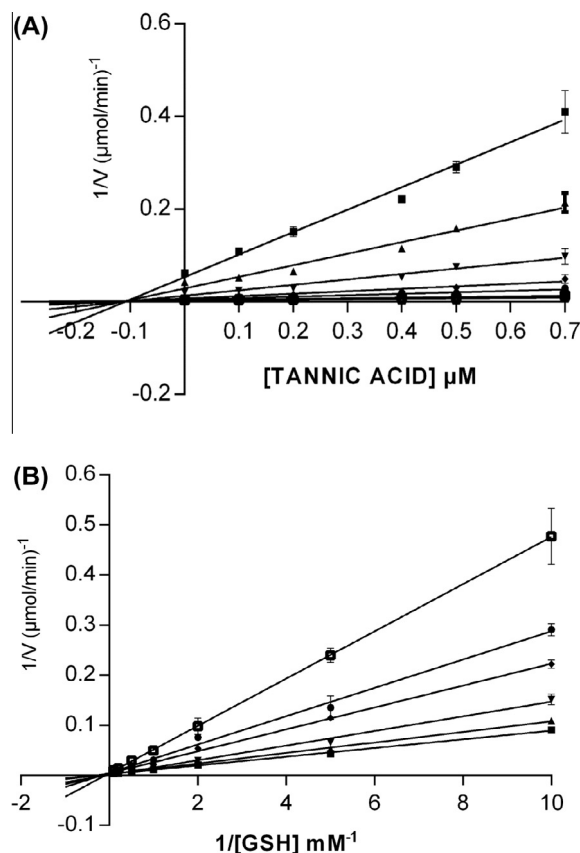 (A)
0.6
0.4
0.2
-0.2
1/V (µmol/min)-1
-0.2 -0.1 0.1 0.2 0.3 0.4 0.5 0.6 0.7
[TANNIC ACID] µM
(B)
0.6
0.5
0.4
0.3
0.2
0.1
-0.1
1/V (µmol/min)-1
-2 0 2 4 6 8 10
1/[GSH] mM-1